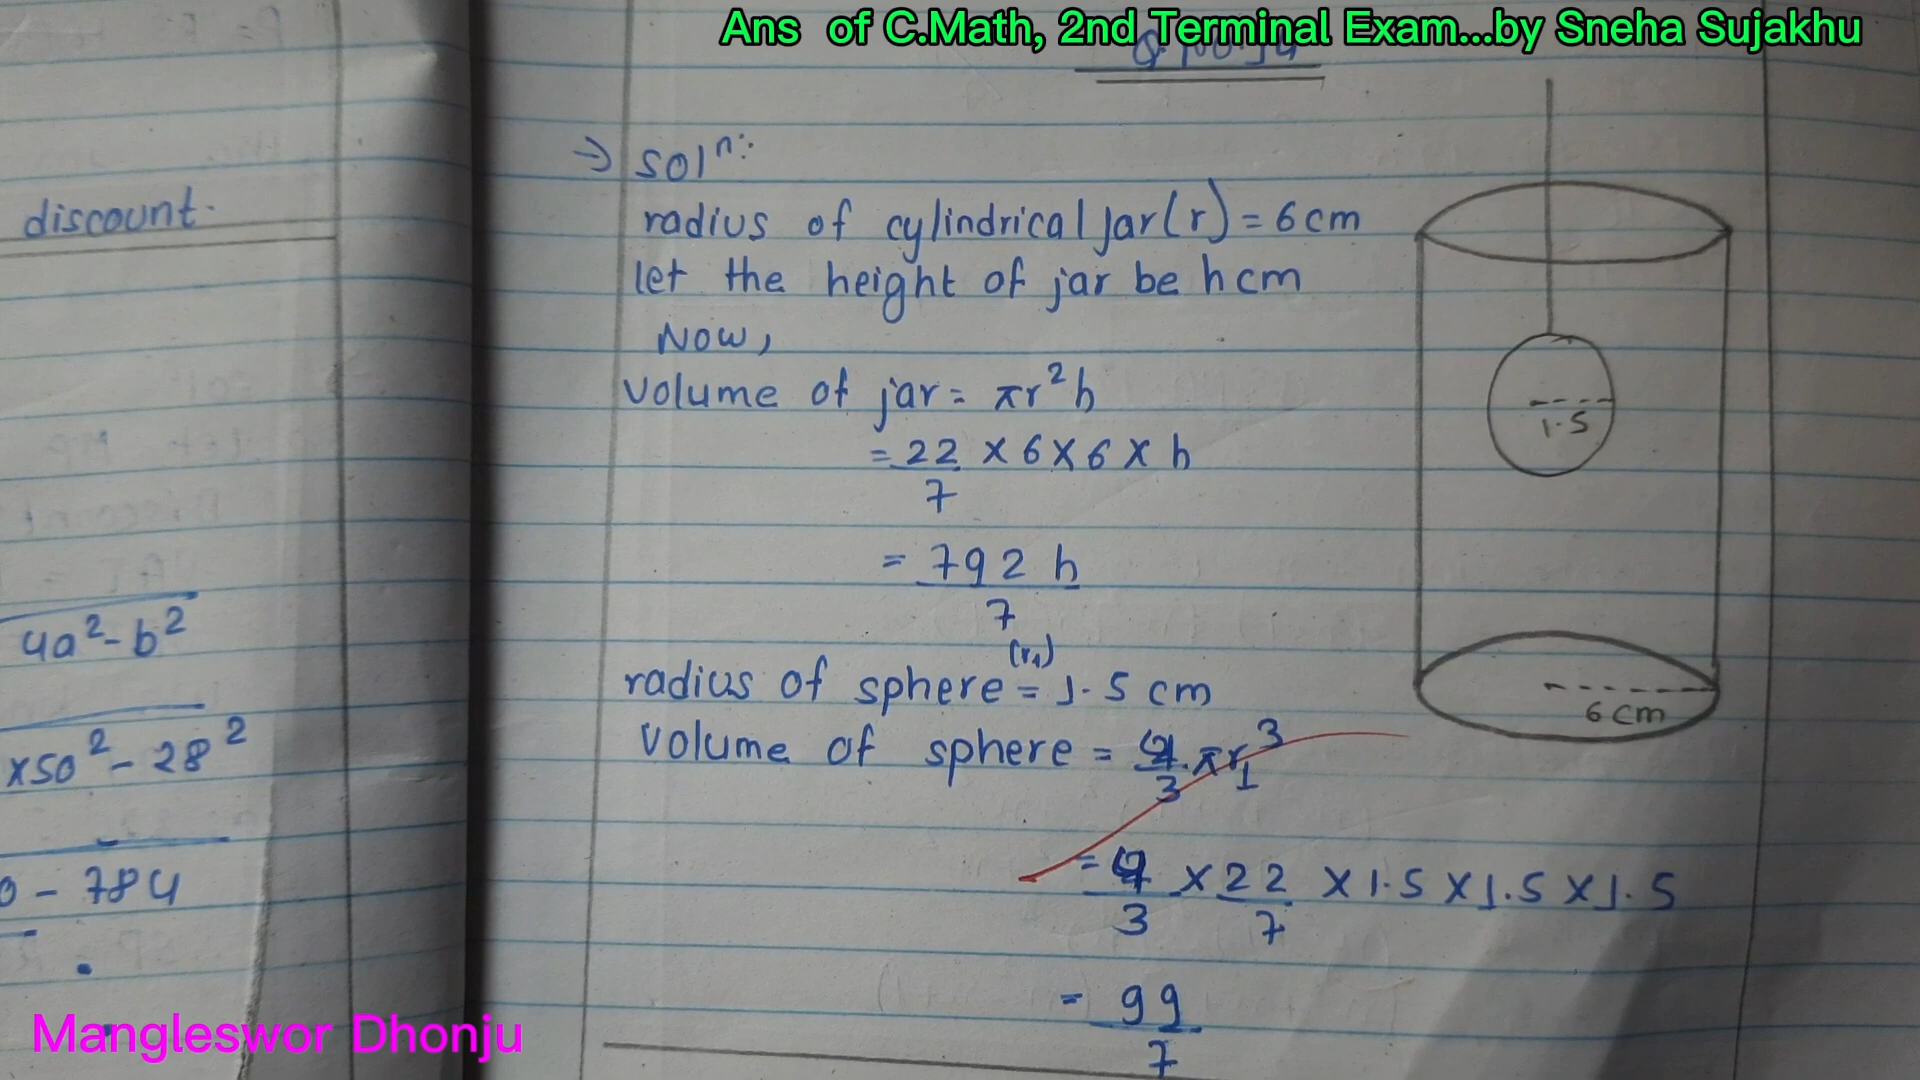 Ans of C.Math, 2nd Terminal Exam...by Sneha Sujakhu
discount.
4a²-b²
x50²-28²
0 - 784
→ solⁿ:
radius of cylindrical jar(r) = 6cm
let the height of jar be h cm
Now,
volume of jar = πr²h
= 22/7 × 6 × 6 × h
= 792 h/7
radius of sphere (r₁) = 1.5 cm
volume of sphere = 4/3.πr₁³
= 4/3 × 22/7 × 1.5 × 1.5 × 1.5
= 99/7
1.5
6 cm
Mangleswor Dhonju